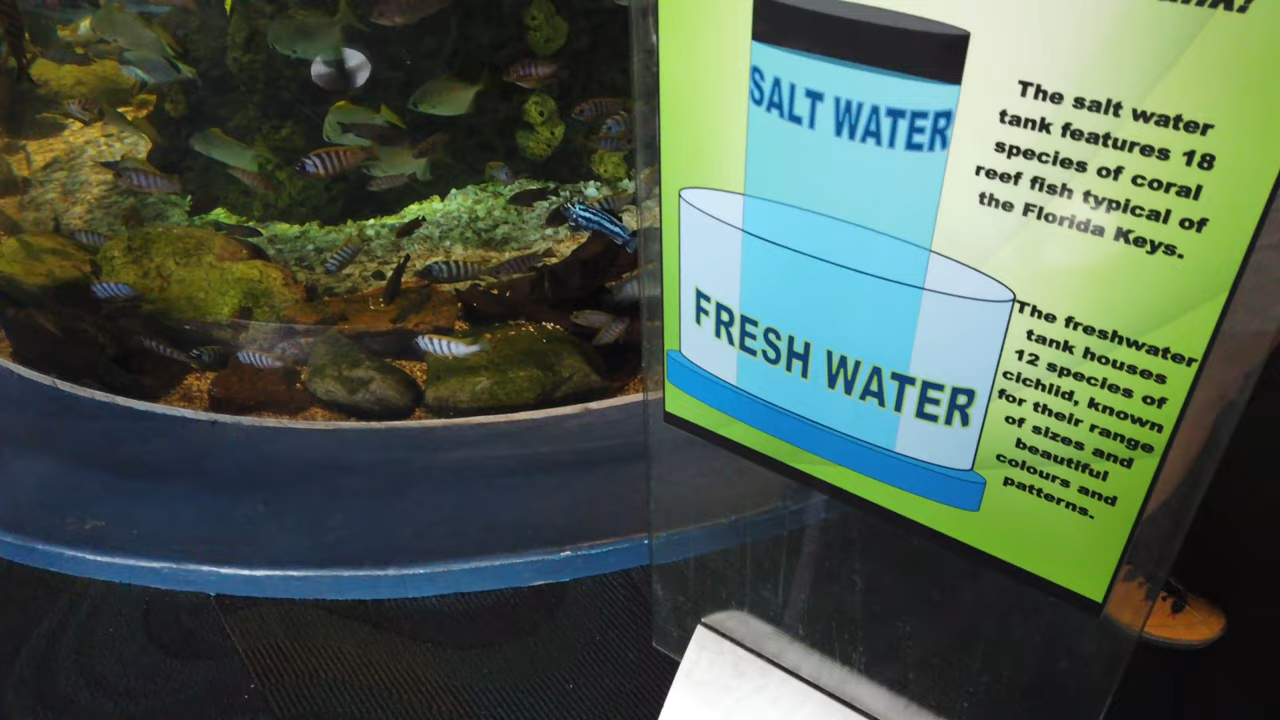 SALT WATER
The salt water
tank features 18
species of coral
reef fish typical of
the Florida Keys.
FRESH WATER
The freshwater
tank houses
12 species of
cichlid, known
for their range
of sizes and
beautiful
colours and
patterns.